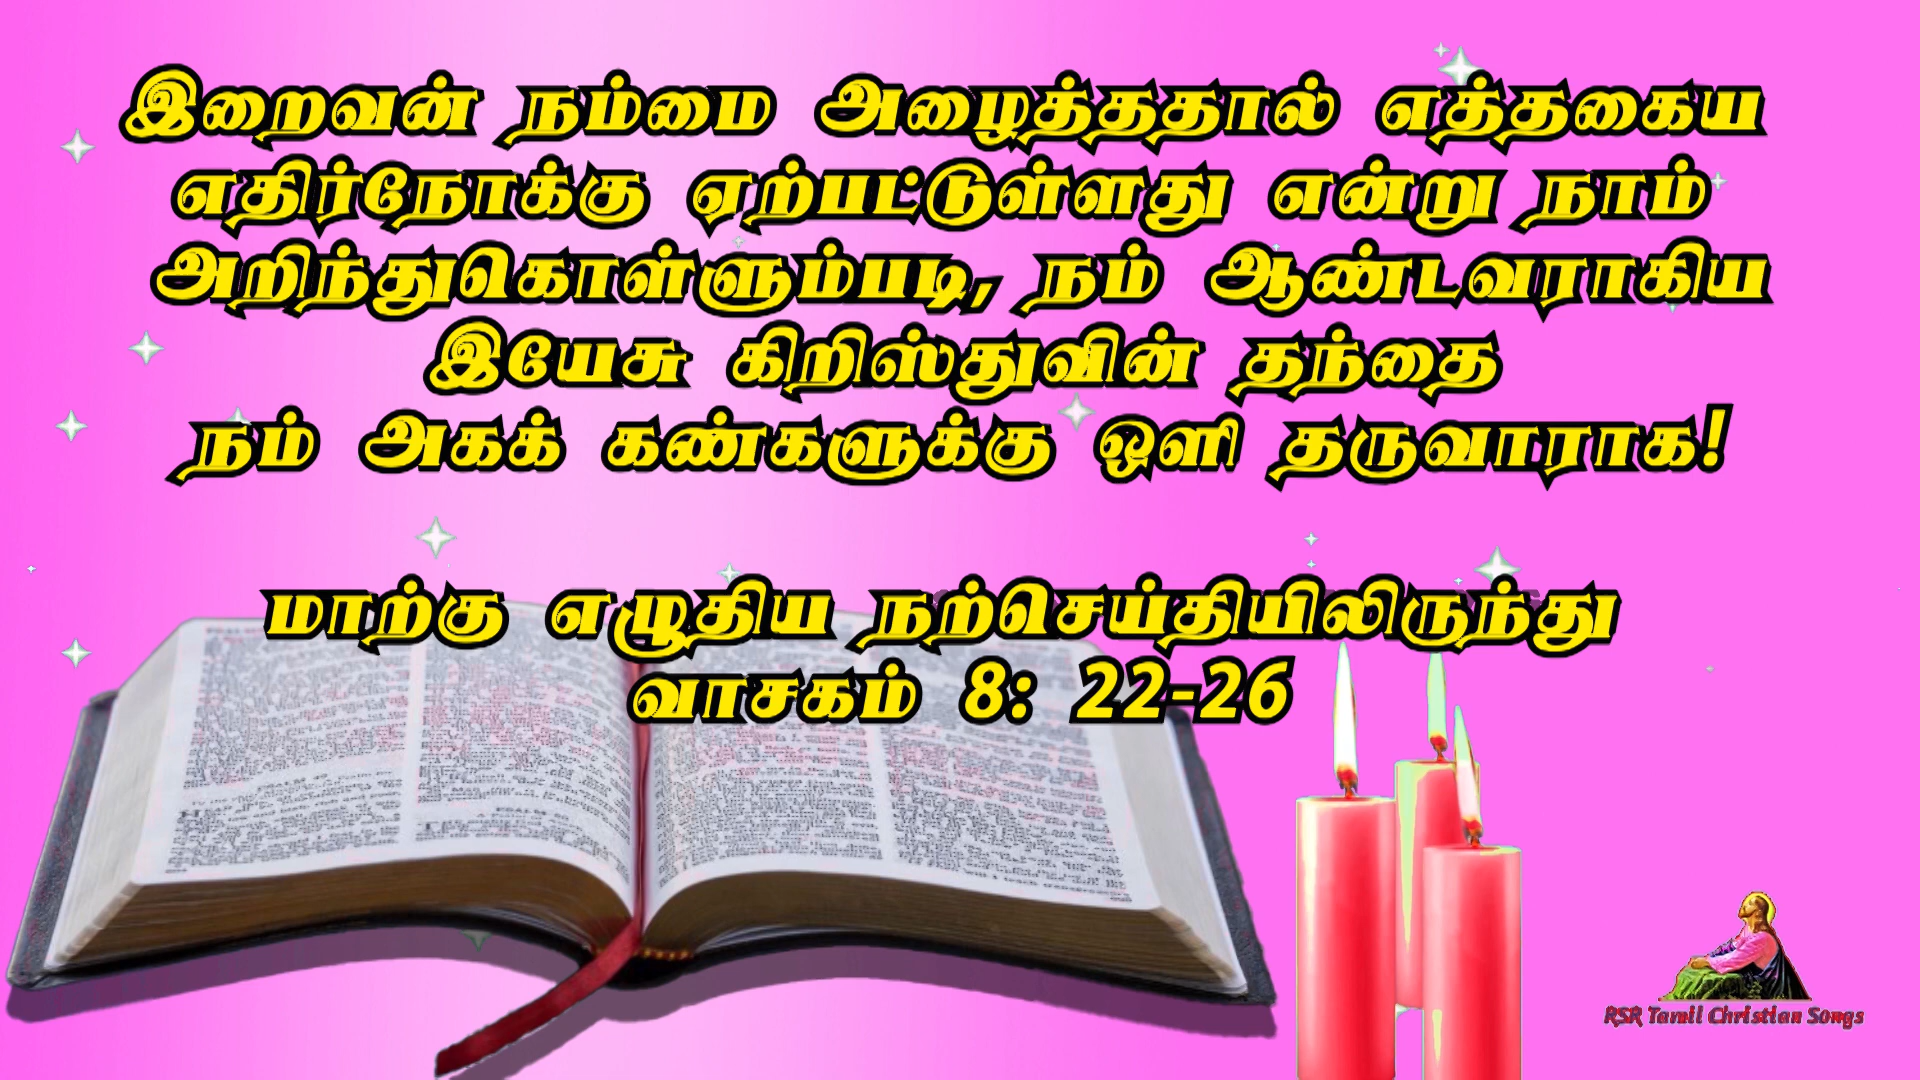 இறைவன் நம்மை அழைத்ததால் எத்தகைய
எதிர்நோக்கு ஏற்பட்டுள்ளது என்று நாம்
அறிந்துகொள்ளும்படி, நம் ஆண்டவராகிய
இயேசு கிறிஸ்துவின் தந்தை
நம் அகக் கண்களுக்கு ஒளி தருவாராக!
மாற்கு எழுதிய நற்செய்தியிலிருந்து
வாசகம் 8: 22-26
RSR Tamil Christian Songs